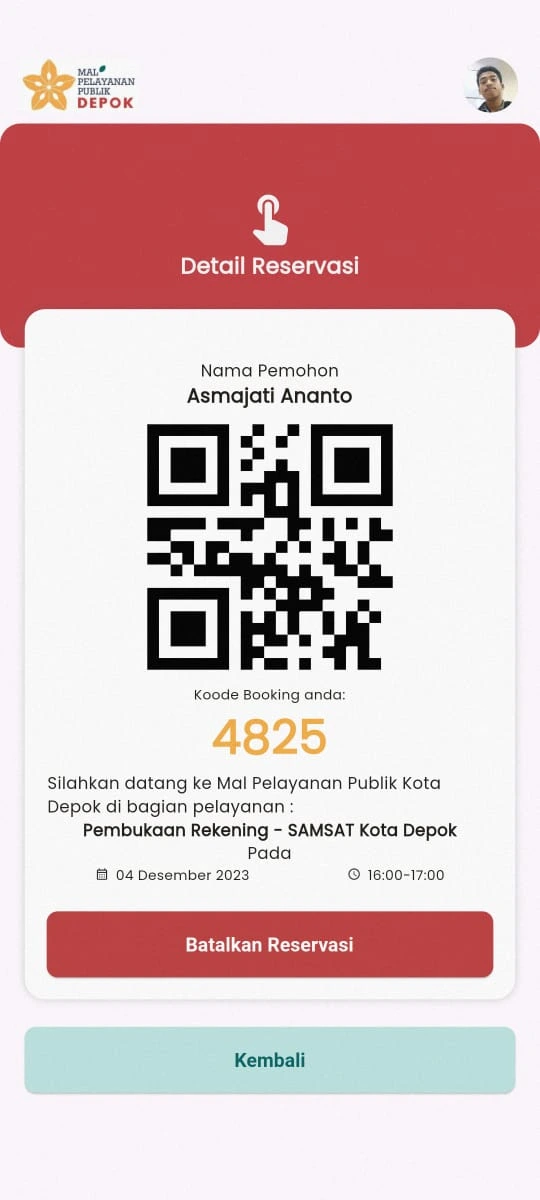 MAL
PELAYANAN
PUBLIK
DEPOK
Detail Reservasi
Nama Pemohon
Asmajati Ananto
Koode Booking anda:
4825
Silahkan datang ke Mal Pelayanan Publik Kota
Depok di bagian pelayanan :
Pembukaan Rekening - SAMSAT Kota Depok
Pada
04 Desember 2023 16:00-17:00
Batalkan Reservasi
Kembali